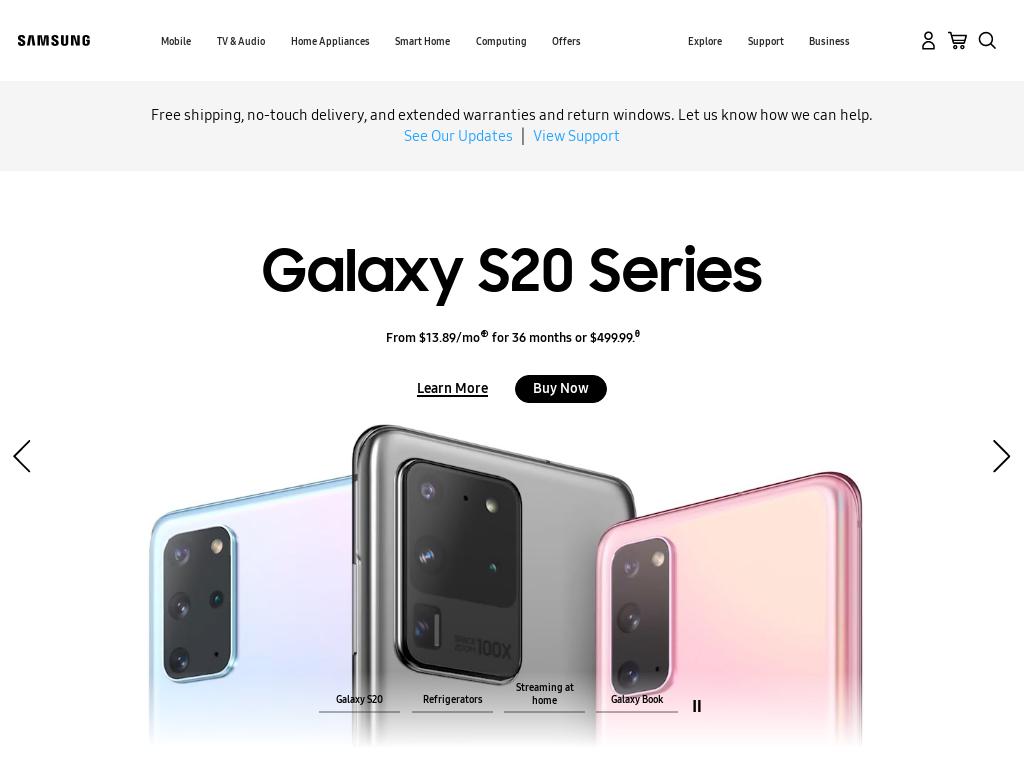 SAMSUNG
Mobile
TV & Audio
Home Appliances
Smart Home
Computing
Offers
Explore
Support
Business
Free shipping, no-touch delivery, and extended warranties and return windows. Let us know how we can help.
See Our Updates | View Support
Galaxy S20 Series
From $13.89/mo for 36 months or $499.99.θ
Learn More
Buy Now
SPACE ZOOM 100X
Galaxy S20
Refrigerators
Streaming at
home
Galaxy Book